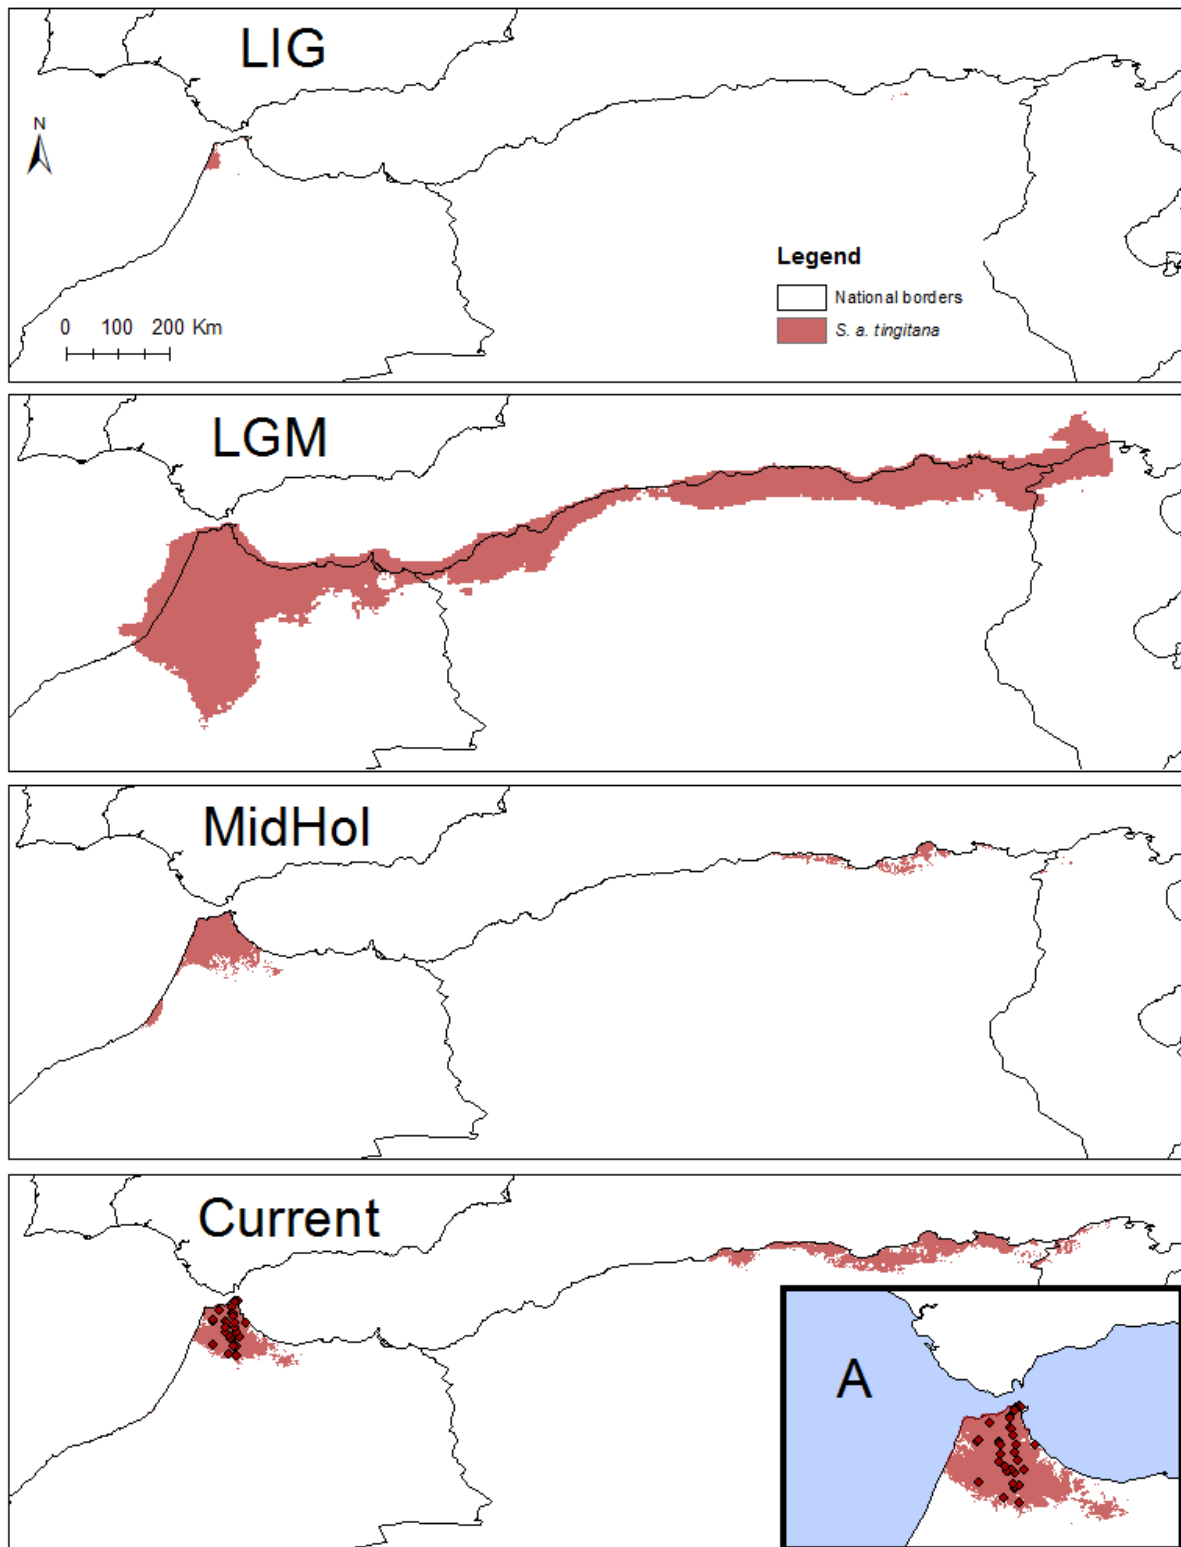 LIG
N
Legend
National borders
S. a. tingitana
0 100 200 Km
LGM
MidHol
Current
A